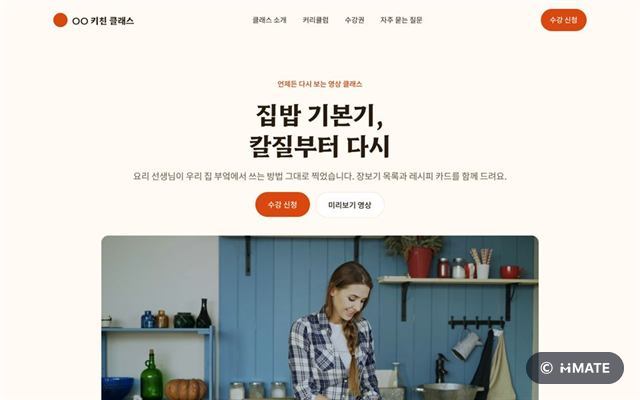 OO 키친 클래스
클래스 소개
커리큘럼
수강권
자주 묻는 질문
수강 신청
언제든 다시 보는 영상 클래스
집밥 기본기,
칼질부터 다시
요리 선생님이 우리 집 부엌에서 쓰는 방법 그대로 찍었습니다. 장보기 목록과 레시피 카드를 함께 드려요.
수강 신청
미리보기 영상
© MMATE